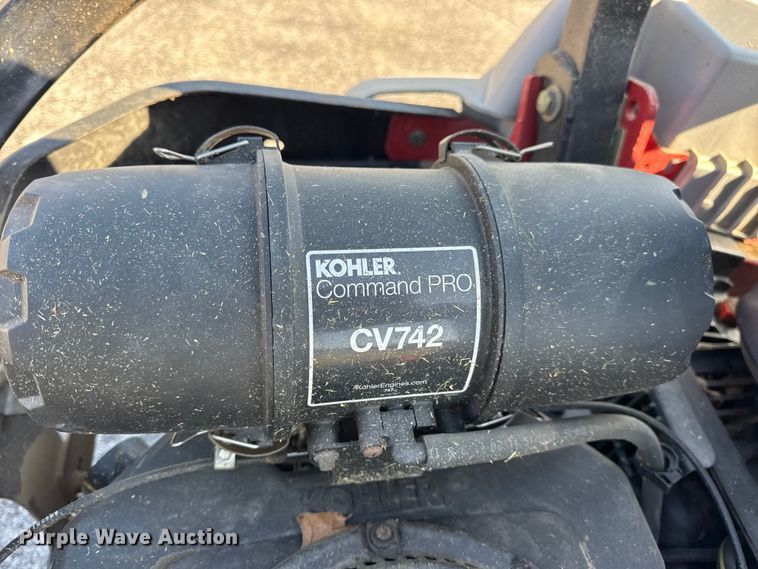 KOHLER.
Command PRO
CV742
KohlerEngines.com
KOHLER
Purple Wave Auction